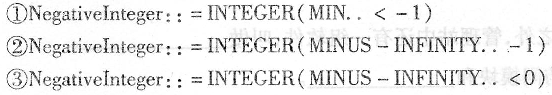 ①NegativeInteger: : = INTEGER(MIN. . < -1)
②NegativeInteger: : = INTEGER(MINUS - INFINITY. . -1)
③NegativeInteger: : = INTEGER(MINUS - INFINITY. . <0)